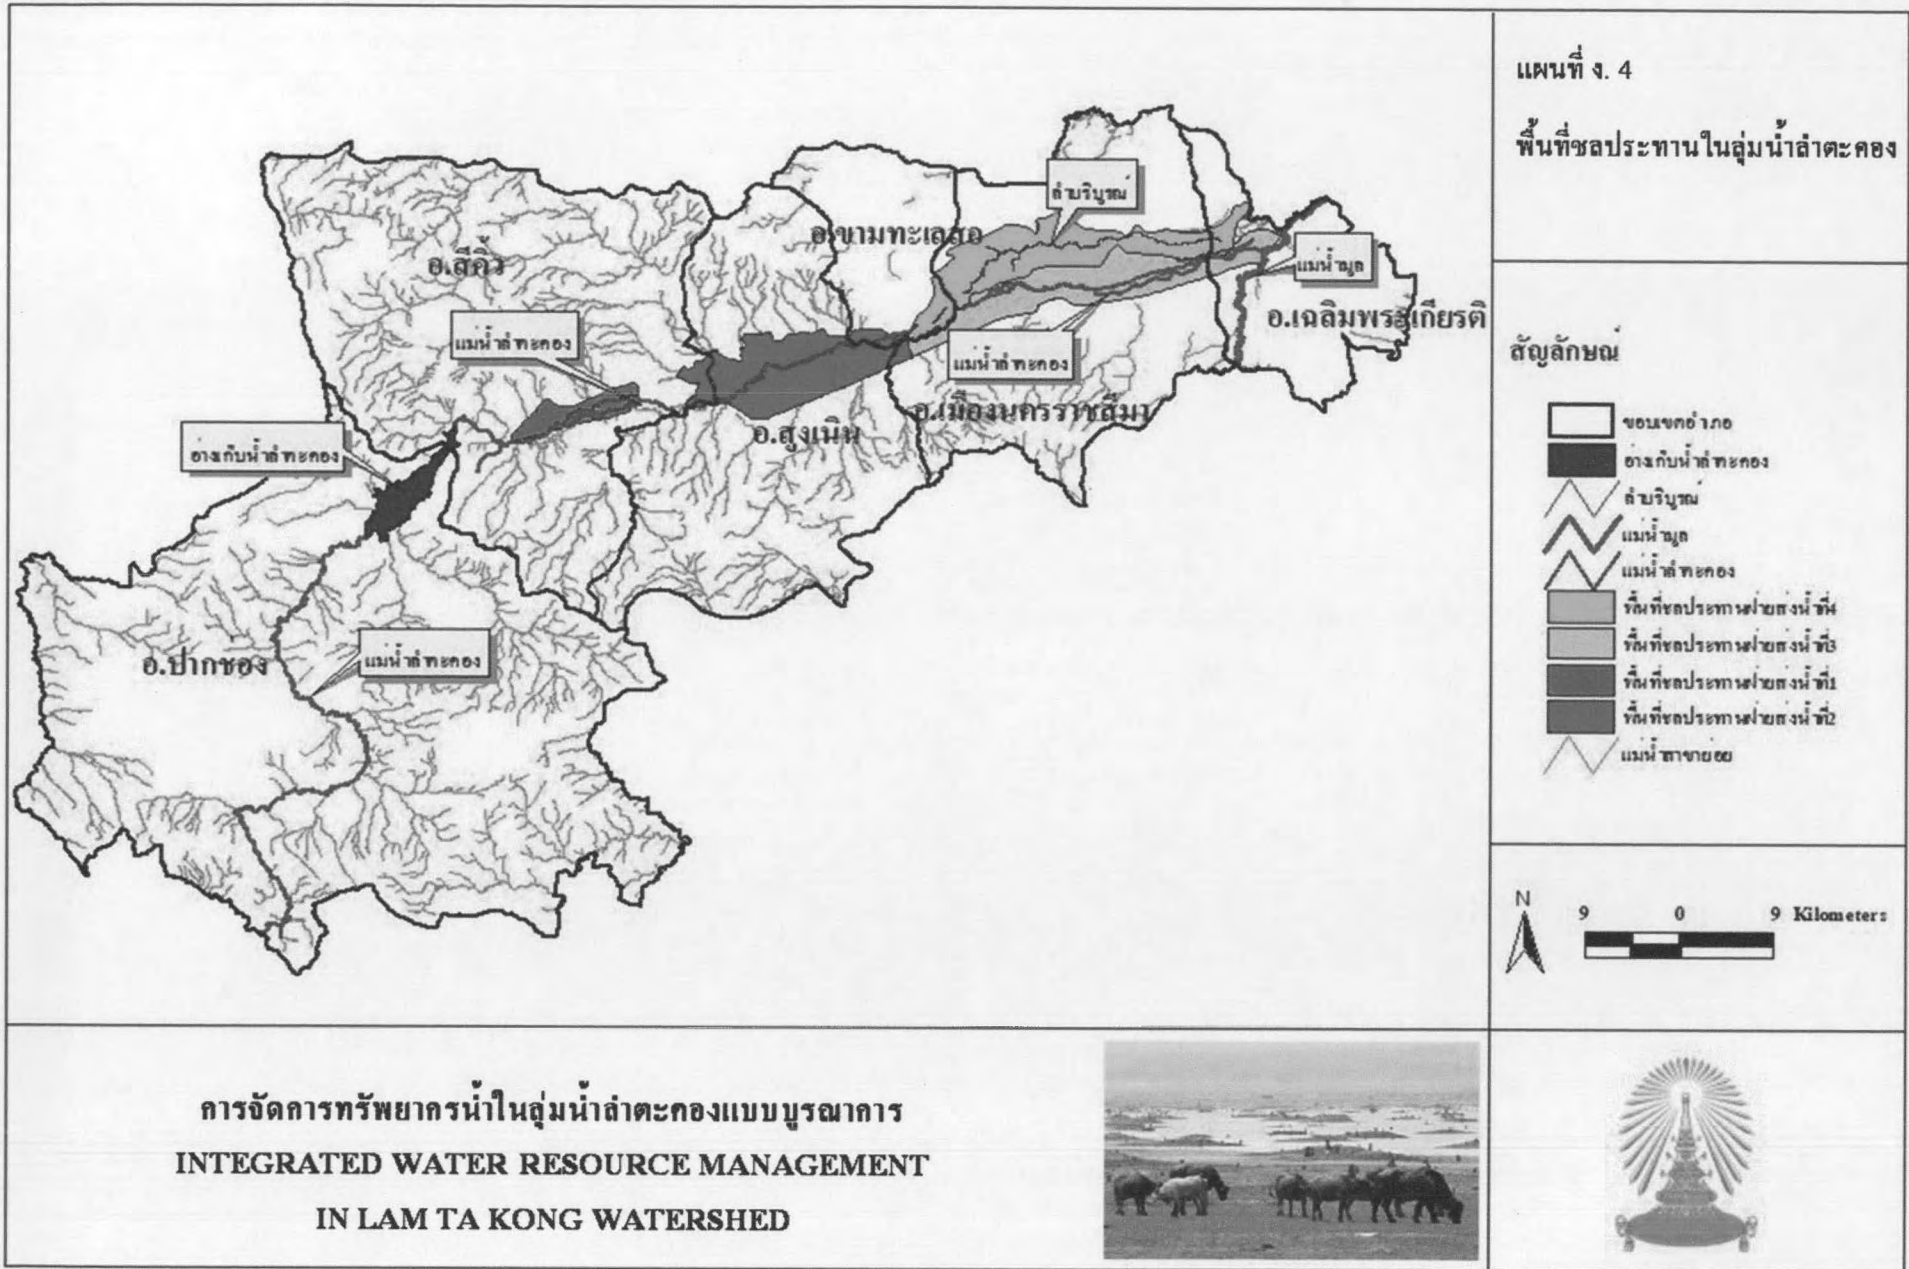 แผนที่ ง. 4
พื้นที่ชลประทานในลุ่มน้ำลำตะคอง
ลำบริบูรณ์
อ.ขามทะเลสอ
อ.สีคิ้ว
แม่น้ำมูล
อ.เฉลิมพระเกียรติ
แม่น้ำลำตะคอง
แม่น้ำลำตะคอง
อ.เมืองนครราชสีมา
อ.สูงเนิน
อ่างเก็บน้ำลำตะคอง
อ.ปากช่อง
แม่น้ำลำตะคอง
สัญลักษณ์
ขอบเขตอำเภอ
อ่างเก็บน้ำลำตะคอง
ลำบริบูรณ์
แม่น้ำมูล
แม่น้ำลำตะคอง
พื้นที่ชลประทานฝ่ายส่งน้ำที่4
พื้นที่ชลประทานฝ่ายส่งน้ำที่3
พื้นที่ชลประทานฝ่ายส่งน้ำที่1
พื้นที่ชลประทานฝ่ายส่งน้ำที่2
แม่น้ำสาขาย่อย
N
9 0 9 Kilometers
การจัดการทรัพยากรน้ำในลุ่มน้ำลำตะคองแบบบูรณาการ
INTEGRATED WATER RESOURCE MANAGEMENT
IN LAM TA KONG WATERSHED